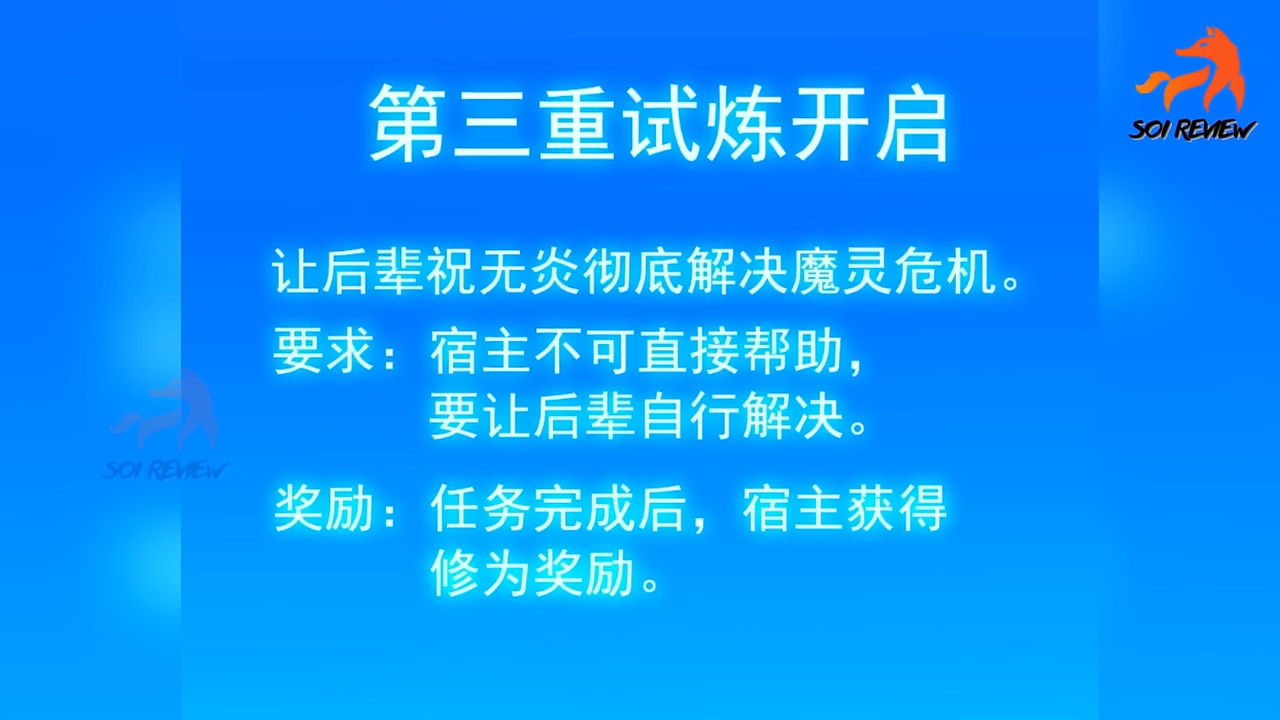 SOI REVIEW
第三重试炼开启
让后辈祝无炎彻底解决魔灵危机。
要求：宿主不可直接帮助，
要让后辈自行解决。
SOI REVIEW
奖励：任务完成后，宿主获得
修为奖励。